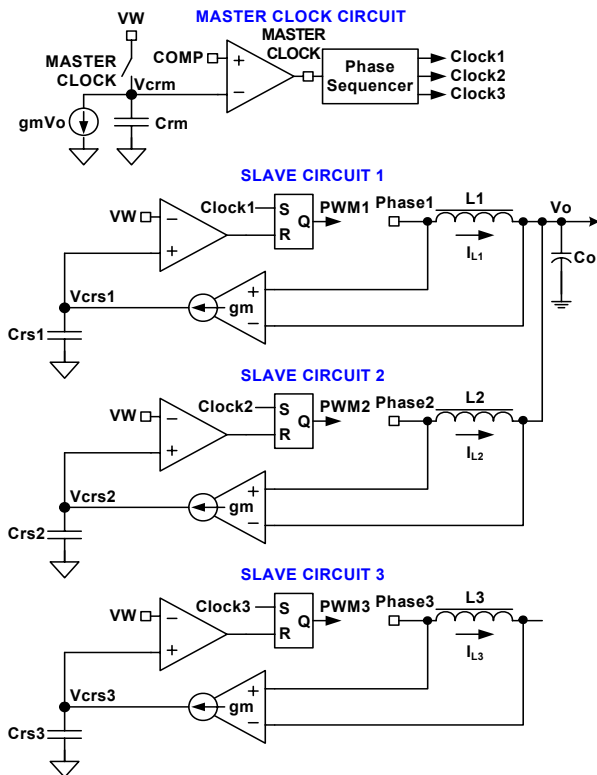 MASTER CLOCK CIRCUIT
VW
MASTER
CLOCK
COMP
+
−
MASTER
CLOCK
Phase
Sequencer
Clock1
Clock2
Clock3
Vcrm
gmVo
Crm
SLAVE CIRCUIT 1
VW
−
+
Clock1
S
R
Q
PWM1
Phase1
L1
Vo
IL1
Co
Vcrs1
gm
+
−
Crs1
SLAVE CIRCUIT 2
VW
−
+
Clock2
S
R
Q
PWM2
Phase2
L2
IL2
Vcrs2
gm
+
−
Crs2
SLAVE CIRCUIT 3
VW
−
+
Clock3
S
R
Q
PWM3
Phase3
L3
IL3
Vcrs3
gm
+
−
Crs3